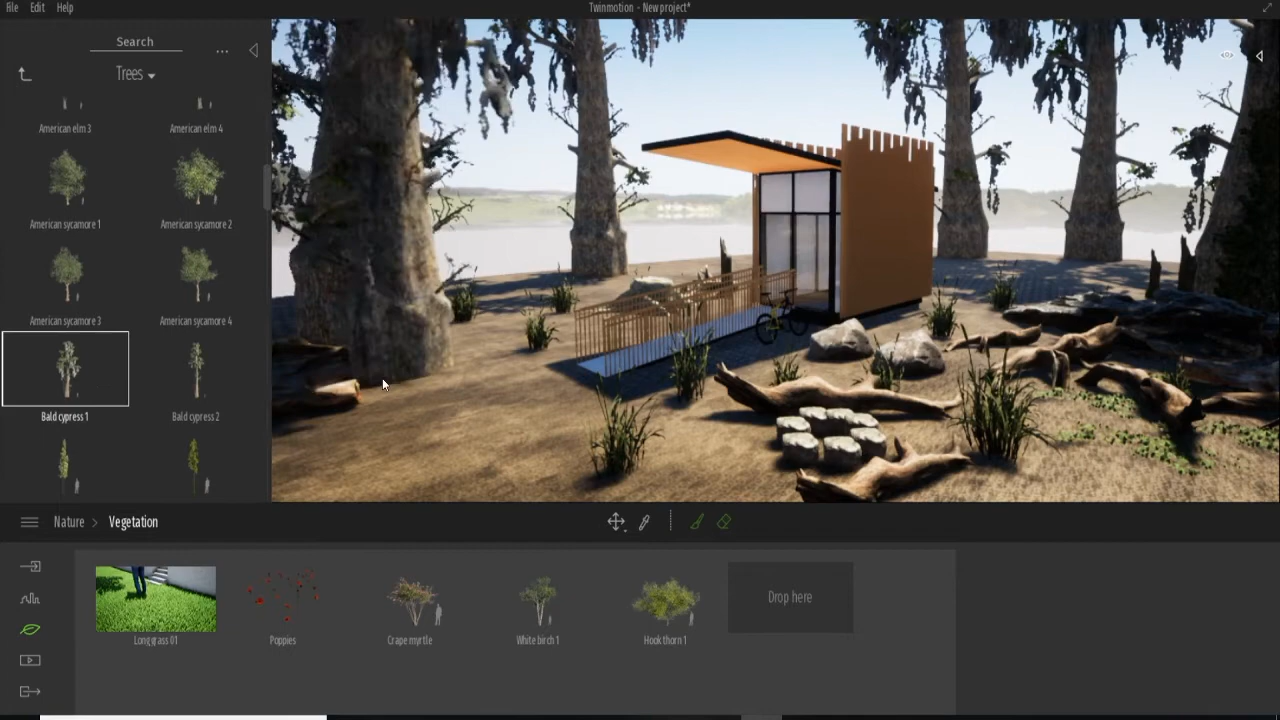 File Edit Help
Twinmotion - New project*
Search
...
Trees
American elm 3
American elm 4
American sycamore 1
American sycamore 2
American sycamore 3
American sycamore 4
Bald cypress 1
Bald cypress 2
Nature > Vegetation
Long grass 01
Poppies
Crape myrtle
White birch 1
Hook thorn 1
Drop here